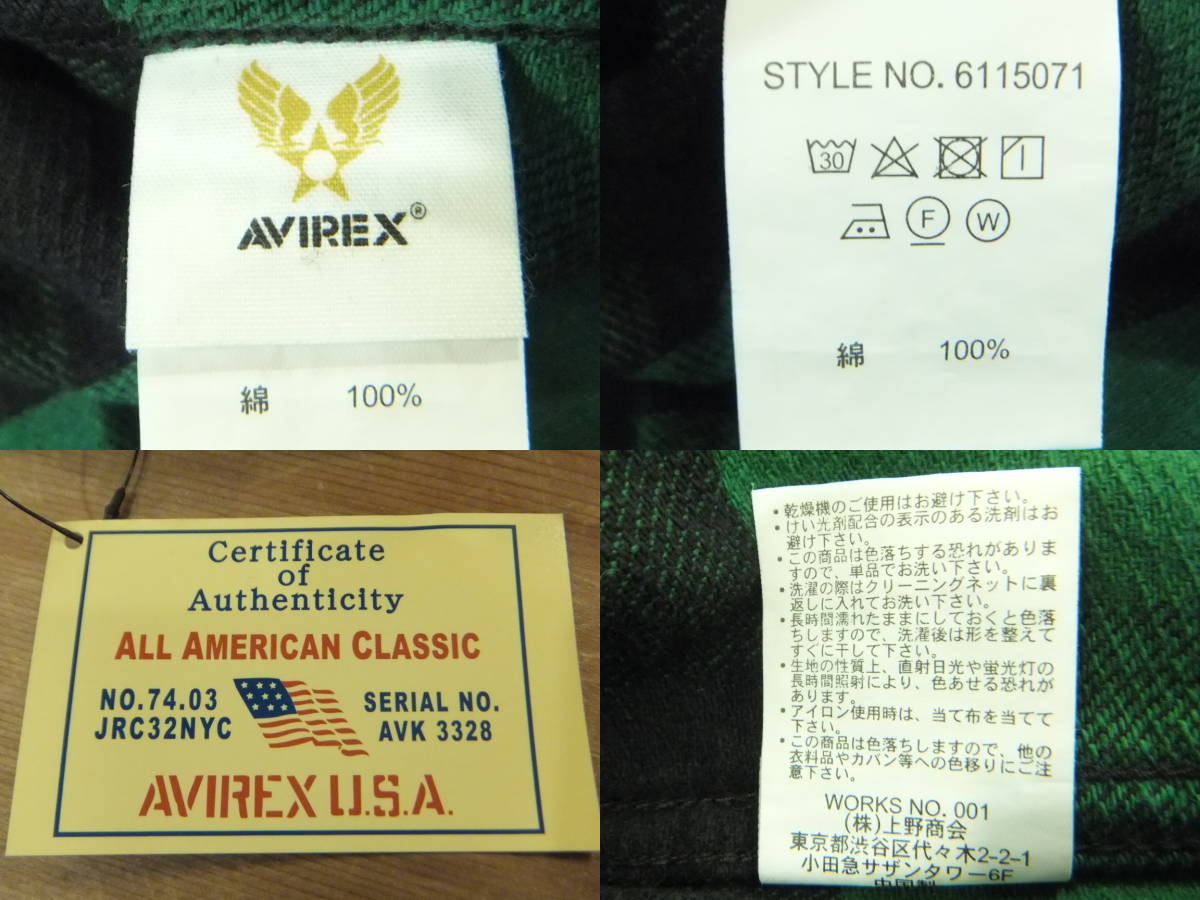 AVIREX®
綿 100%
STYLE NO. 6115071
30
F W
綿 100%
Certificate
of
Authenticity
ALL AMERICAN CLASSIC
NO.74.03
JRC32NYC
SERIAL NO.
AVK 3328
AVIREX U.S.A.
•乾燥機のご使用はお避け下さい。
•けい光剤配合の表示のある洗剤はお
避け下さい。
•この商品は色落ちする恐れがありま
すので、単品でお洗い下さい。
•洗濯の際はクリーニングネットに裏
返しに入れてお洗い下さい。
•長時間濡れたままにしておくと色落
ちしますので、洗濯後は形を整えて
すぐに干して下さい。
•生地の性質上、直射日光や蛍光灯の
長時間照射により、色あせる恐れが
あります。
•アイロン使用時は、当て布を当てて
下さい。
•この商品は色落ちしますので、他の
衣料品やカバン等への色移りにご注
意下さい。
WORKS NO. 001
(株)上野商会
東京都渋谷区代々木2-2-1
小田急サザンタワー6F
中国製